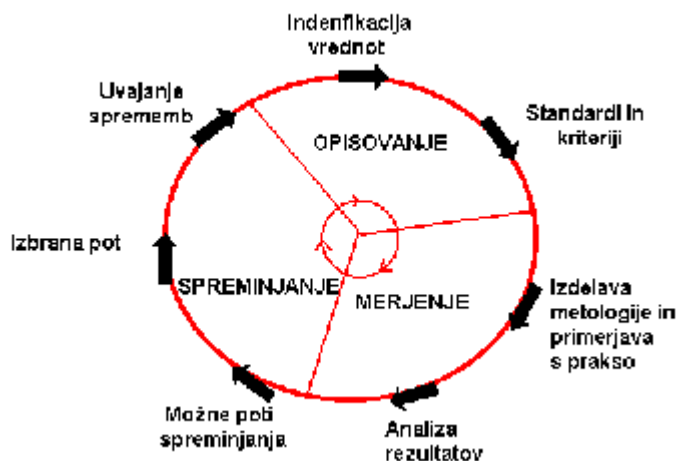 Indenfikacija
vrednot
Uvajanje
sprememb
Standardi in
kriteriji
OPISOVANJE
Izbrana pot
SPREMINJANJE
MERJENJE
Izdelava
metologije in
primerjava
s prakso
Možne poti
spreminjanja
Analiza
rezultatov